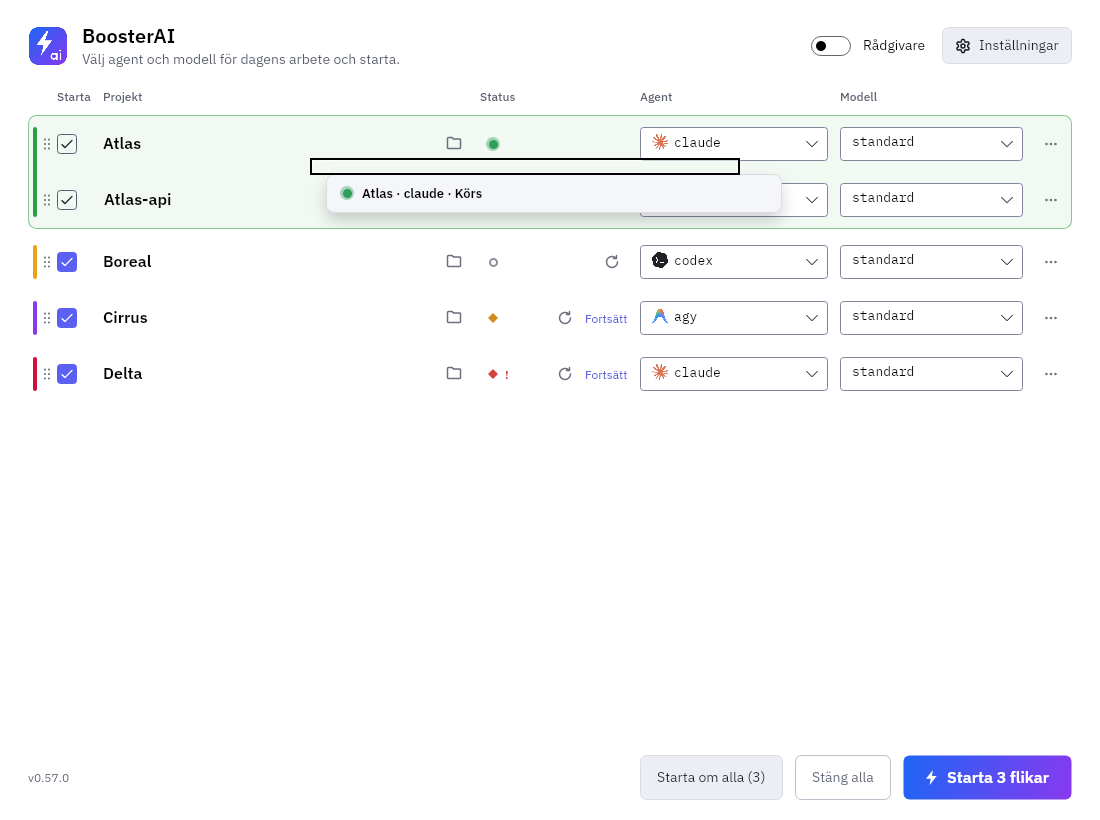 ai
BoosterAI
Välj agent och modell för dagens arbete och starta.
Rådgivare
Inställningar
Starta Projekt Status Agent Modell
Atlas claude standard ...
Atlas · claude · Körs
Atlas-api standard ...
Boreal codex standard ...
Cirrus Fortsätt agy standard ...
Delta ! Fortsätt claude standard ...
v0.57.0
Starta om alla (3)
Stäng alla
Starta 3 flikar